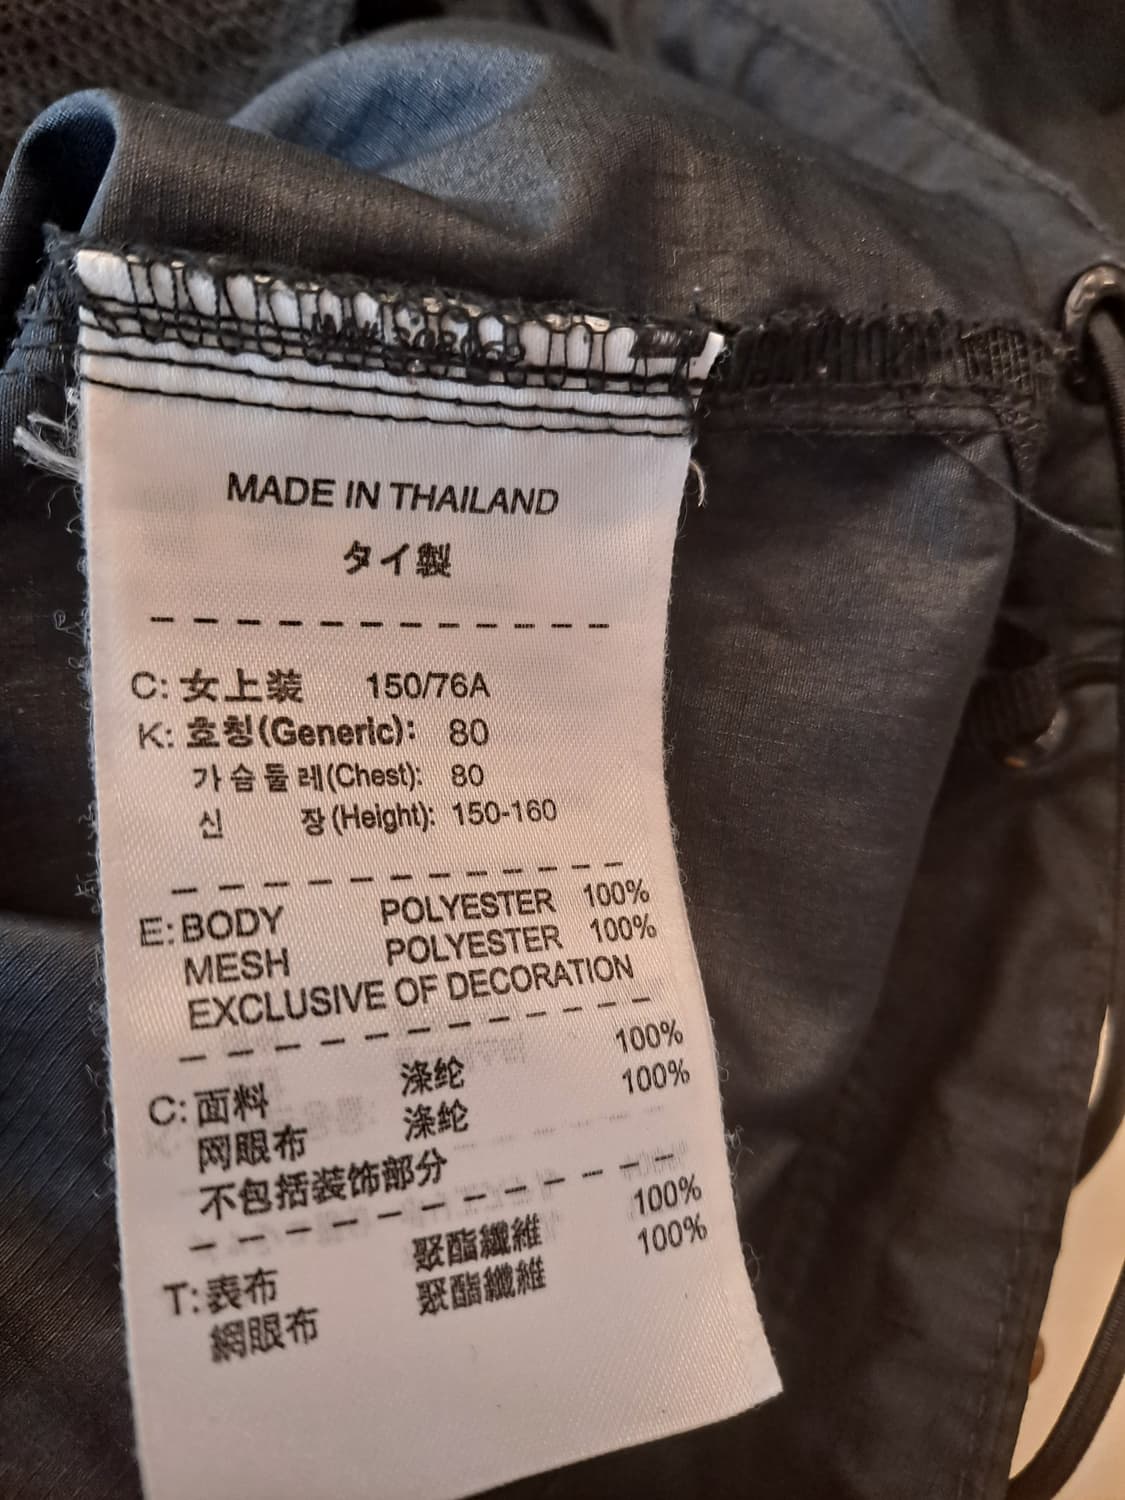 MADE IN THAILAND
タイ製
C: 女上装 150/76A
K: 호칭(Generic): 80
가슴둘레(Chest): 80
신 장(Height): 150-160
E: BODY POLYESTER 100%
MESH POLYESTER 100%
EXCLUSIVE OF DECORATION
C: 面料 涤纶 100%
网眼布 涤纶 100%
不包括装饰部分
T: 表布 聚酯纖維 100%
網眼布 聚酯纖維 100%